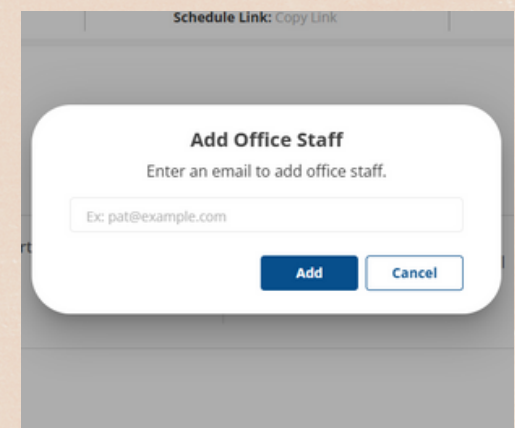 Schedule Link: Copy Link
Add Office Staff
Enter an email to add office staff.
Ex: pat@example.com
Add Cancel